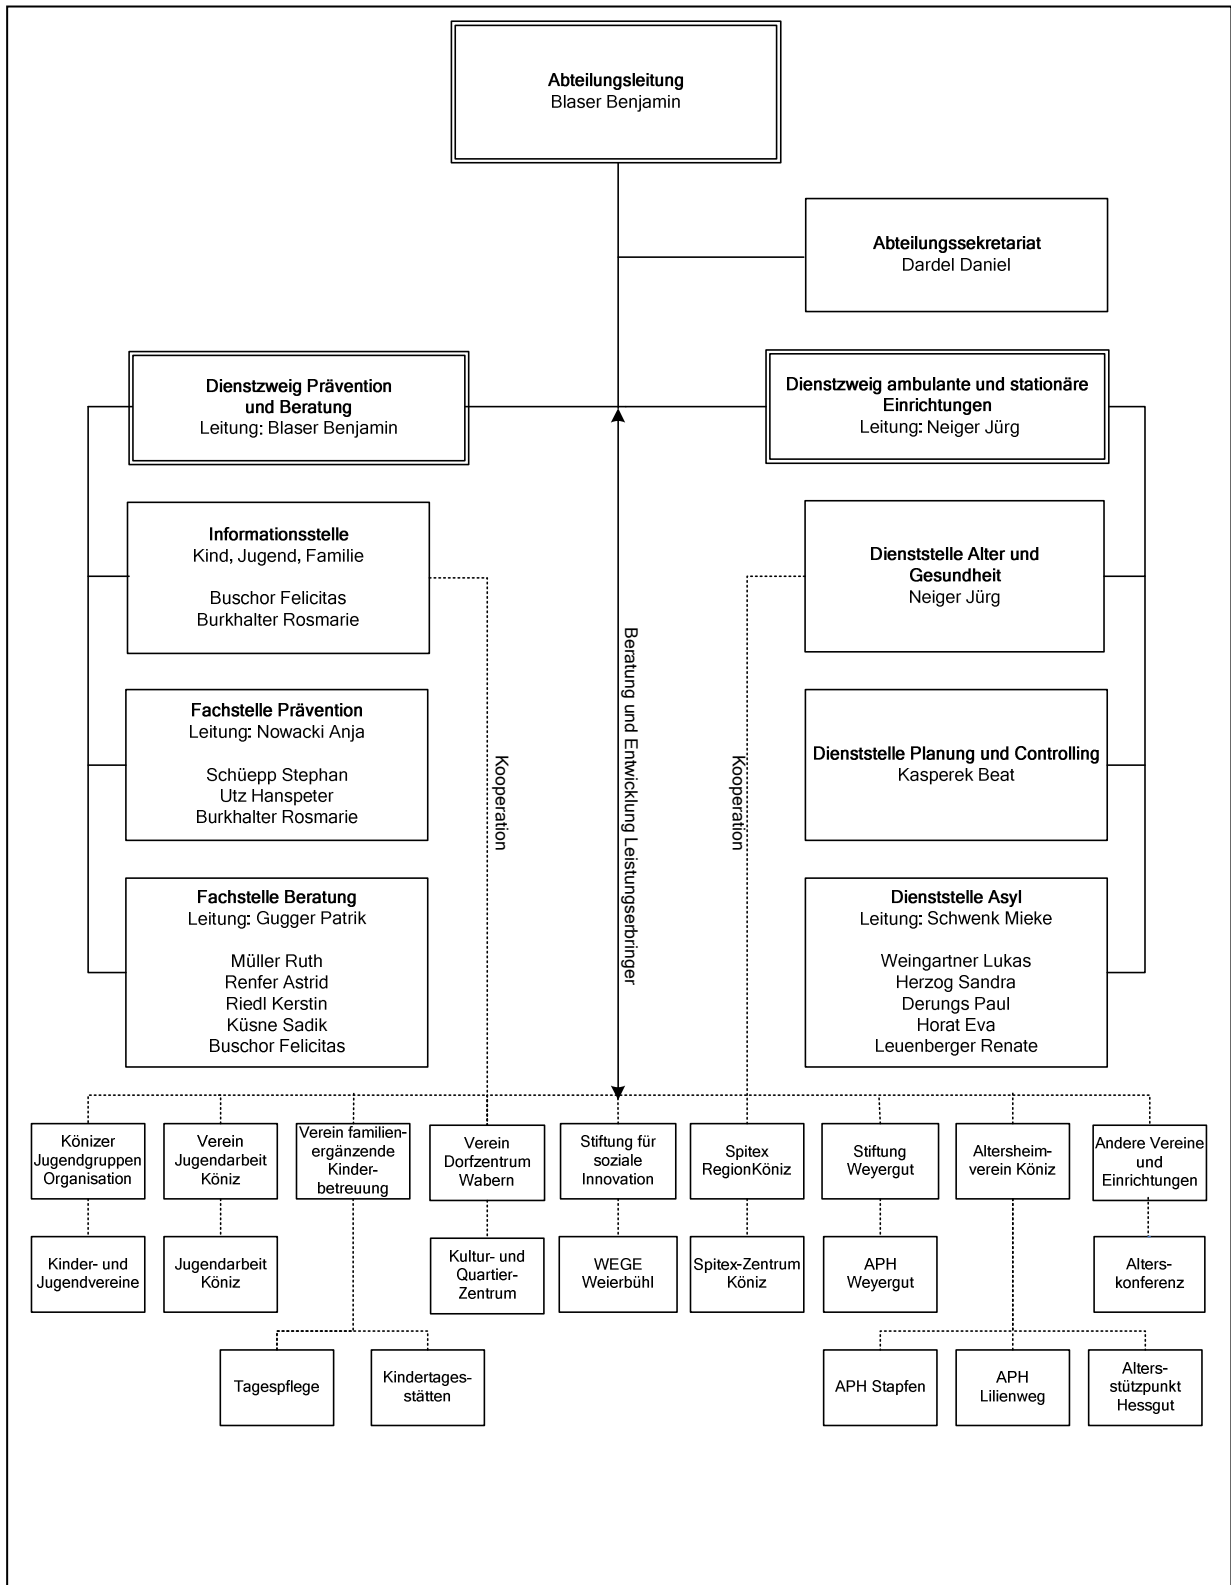 Abteilungsleitung
Blaser Benjamin
Abteilungssekretariat
Dardel Daniel
Dienstzweig Prävention
und Beratung
Leitung: Blaser Benjamin
Dienstzweig ambulante und stationäre
Einrichtungen
Leitung: Neiger Jürg
Informationsstelle
Kind, Jugend, Familie
Buschor Felicitas
Burkhalter Rosmarie
Dienststelle Alter und
Gesundheit
Neiger Jürg
Fachstelle Prävention
Leitung: Nowacki Anja
Schüepp Stephan
Utz Hanspeter
Burkhalter Rosmarie
Kooperation
Beratung und Entwicklung Leistungserbringer
Kooperation
Dienststelle Planung und Controlling
Kasperek Beat
Fachstelle Beratung
Leitung: Gugger Patrik
Müller Ruth
Renfer Astrid
Riedl Kerstin
Küsne Sadik
Buschor Felicitas
Dienststelle Asyl
Leitung: Schwenk Mieke
Weingartner Lukas
Herzog Sandra
Derungs Paul
Horat Eva
Leuenberger Renate
Könizer
Jugendgruppen
Organisation
Verein
Jugendarbeit
Köniz
Verein familien-
ergänzende
Kinder-
betreuung
Verein
Dorfzentrum
Wabern
Stiftung für
soziale
Innovation
Spitex
RegionKöniz
Stiftung
Weyergut
Altersheim-
verein Köniz
Andere Vereine
und
Einrichtungen
Kinder- und
Jugendvereine
Jugendarbeit
Köniz
Kultur- und
Quartier-
Zentrum
WEGE
Weierbühl
Spitex-Zentrum
Köniz
APH
Weyergut
Alters-
konferenz
Tagespflege
Kindertages-
stätten
APH Stapfen
APH
Lilienweg
Alters-
stützpunkt
Hessgut